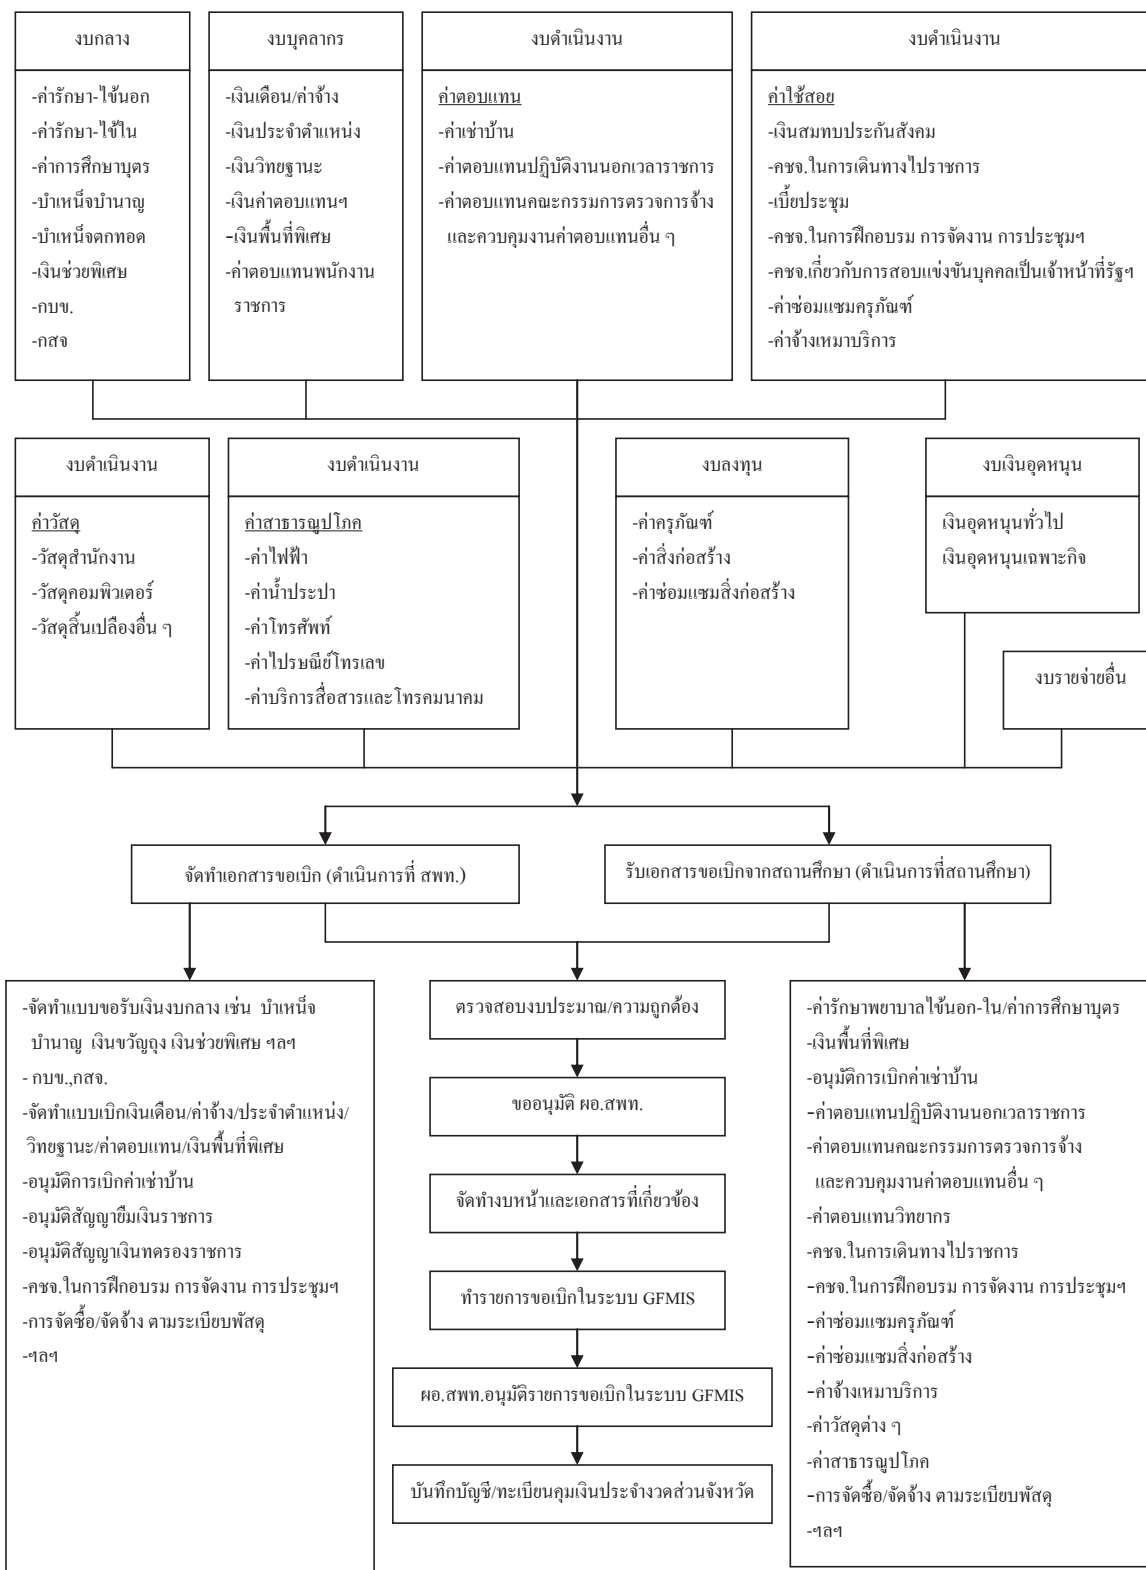 งบกลาง
-ค่ารักษา-ไข้นอก
-ค่ารักษา-ไข้ใน
-ค่าการศึกษาบุตร
-บำเหน็จบำนาญ
-บำเหน็จตกทอด
-เงินช่วยพิเศษ
-กบข.
-กสจ
งบบุคลากร
-เงินเดือน/ค่าจ้าง
-เงินประจำตำแหน่ง
-เงินวิทยฐานะ
-เงินค่าตอบแทนฯ
-เงินพื้นที่พิเศษ
-ค่าตอบแทนพนักงาน
ราชการ
งบดำเนินงาน
ค่าตอบแทน
-ค่าเช่าบ้าน
-ค่าตอบแทนปฏิบัติงานนอกเวลาราชการ
-ค่าตอบแทนคณะกรรมการตรวจการจ้าง
และควบคุมงานค่าตอบแทนอื่น ๆ
งบดำเนินงาน
ค่าใช้สอย
-เงินสมทบประกันสังคม
-คชจ.ในการเดินทางไปราชการ
-เบี้ยประชุม
-คชจ.ในการฝึกอบรม การจัดงาน การประชุมฯ
-คชจ.เกี่ยวกับการสอบแข่งขันบุคคลเป็นเจ้าหน้าที่รัฐฯ
-ค่าซ่อมแซมครุภัณฑ์
-ค่าจ้างเหมาบริการ
งบดำเนินงาน
ค่าวัสดุ
-วัสดุสำนักงาน
-วัสดุคอมพิวเตอร์
-วัสดุสิ้นเปลืองอื่น ๆ
งบดำเนินงาน
ค่าสาธารณูปโภค
-ค่าไฟฟ้า
-ค่าน้ำประปา
-ค่าโทรศัพท์
-ค่าไปรษณีย์โทรเลข
-ค่าบริการสื่อสารและโทรคมนาคม
งบลงทุน
-ค่าครุภัณฑ์
-ค่าสิ่งก่อสร้าง
-ค่าซ่อมแซมสิ่งก่อสร้าง
งบเงินอุดหนุน
เงินอุดหนุนทั่วไป
เงินอุดหนุนเฉพาะกิจ
งบรายจ่ายอื่น
จัดทำเอกสารขอเบิก (ดำเนินการที่ สพท.)
รับเอกสารขอเบิกจากสถานศึกษา (ดำเนินการที่สถานศึกษา)
-จัดทำแบบขอรับเงินงบกลาง เช่น บำเหน็จ
บำนาญ เงินขวัญถุง เงินช่วยพิเศษ ฯลฯ
- กบข.,กสจ.
-จัดทำแบบเบิกเงินเดือน/ค่าจ้าง/ประจำตำแหน่ง/
วิทยฐานะ/ค่าตอบแทน/เงินพื้นที่พิเศษ
-อนุมัติการเบิกค่าเช่าบ้าน
-อนุมัติสัญญายืมเงินราชการ
-อนุมัติสัญญาเงินทดรองราชการ
-คชจ.ในการฝึกอบรม การจัดงาน การประชุมฯ
-การจัดซื้อ/จัดจ้าง ตามระเบียบพัสดุ
-ฯลฯ
ตรวจสอบงบประมาณ/ความถูกต้อง
ขออนุมัติ ผอ.สพท.
จัดทำงบหน้าและเอกสารที่เกี่ยวข้อง
ทำรายการขอเบิกในระบบ GFMIS
ผอ.สพท.อนุมัติรายการขอเบิกในระบบ GFMIS
บันทึกบัญชี/ทะเบียนคุมเงินประจำงวดส่วนจังหวัด
-ค่ารักษาพยาบาลไข้นอก-ใน/ค่าการศึกษาบุตร
-เงินพื้นที่พิเศษ
-อนุมัติการเบิกค่าเช่าบ้าน
-ค่าตอบแทนปฏิบัติงานนอกเวลาราชการ
-ค่าตอบแทนคณะกรรมการตรวจการจ้าง
และควบคุมงานค่าตอบแทนอื่น ๆ
-ค่าตอบแทนวิทยากร
-คชจ.ในการเดินทางไปราชการ
-คชจ.ในการฝึกอบรม การจัดงาน การประชุมฯ
-ค่าซ่อมแซมครุภัณฑ์
-ค่าซ่อมแซมสิ่งก่อสร้าง
-ค่าจ้างเหมาบริการ
-ค่าวัสดุต่าง ๆ
-ค่าสาธารณูปโภค
-การจัดซื้อ/จัดจ้าง ตามระเบียบพัสดุ
-ฯลฯ